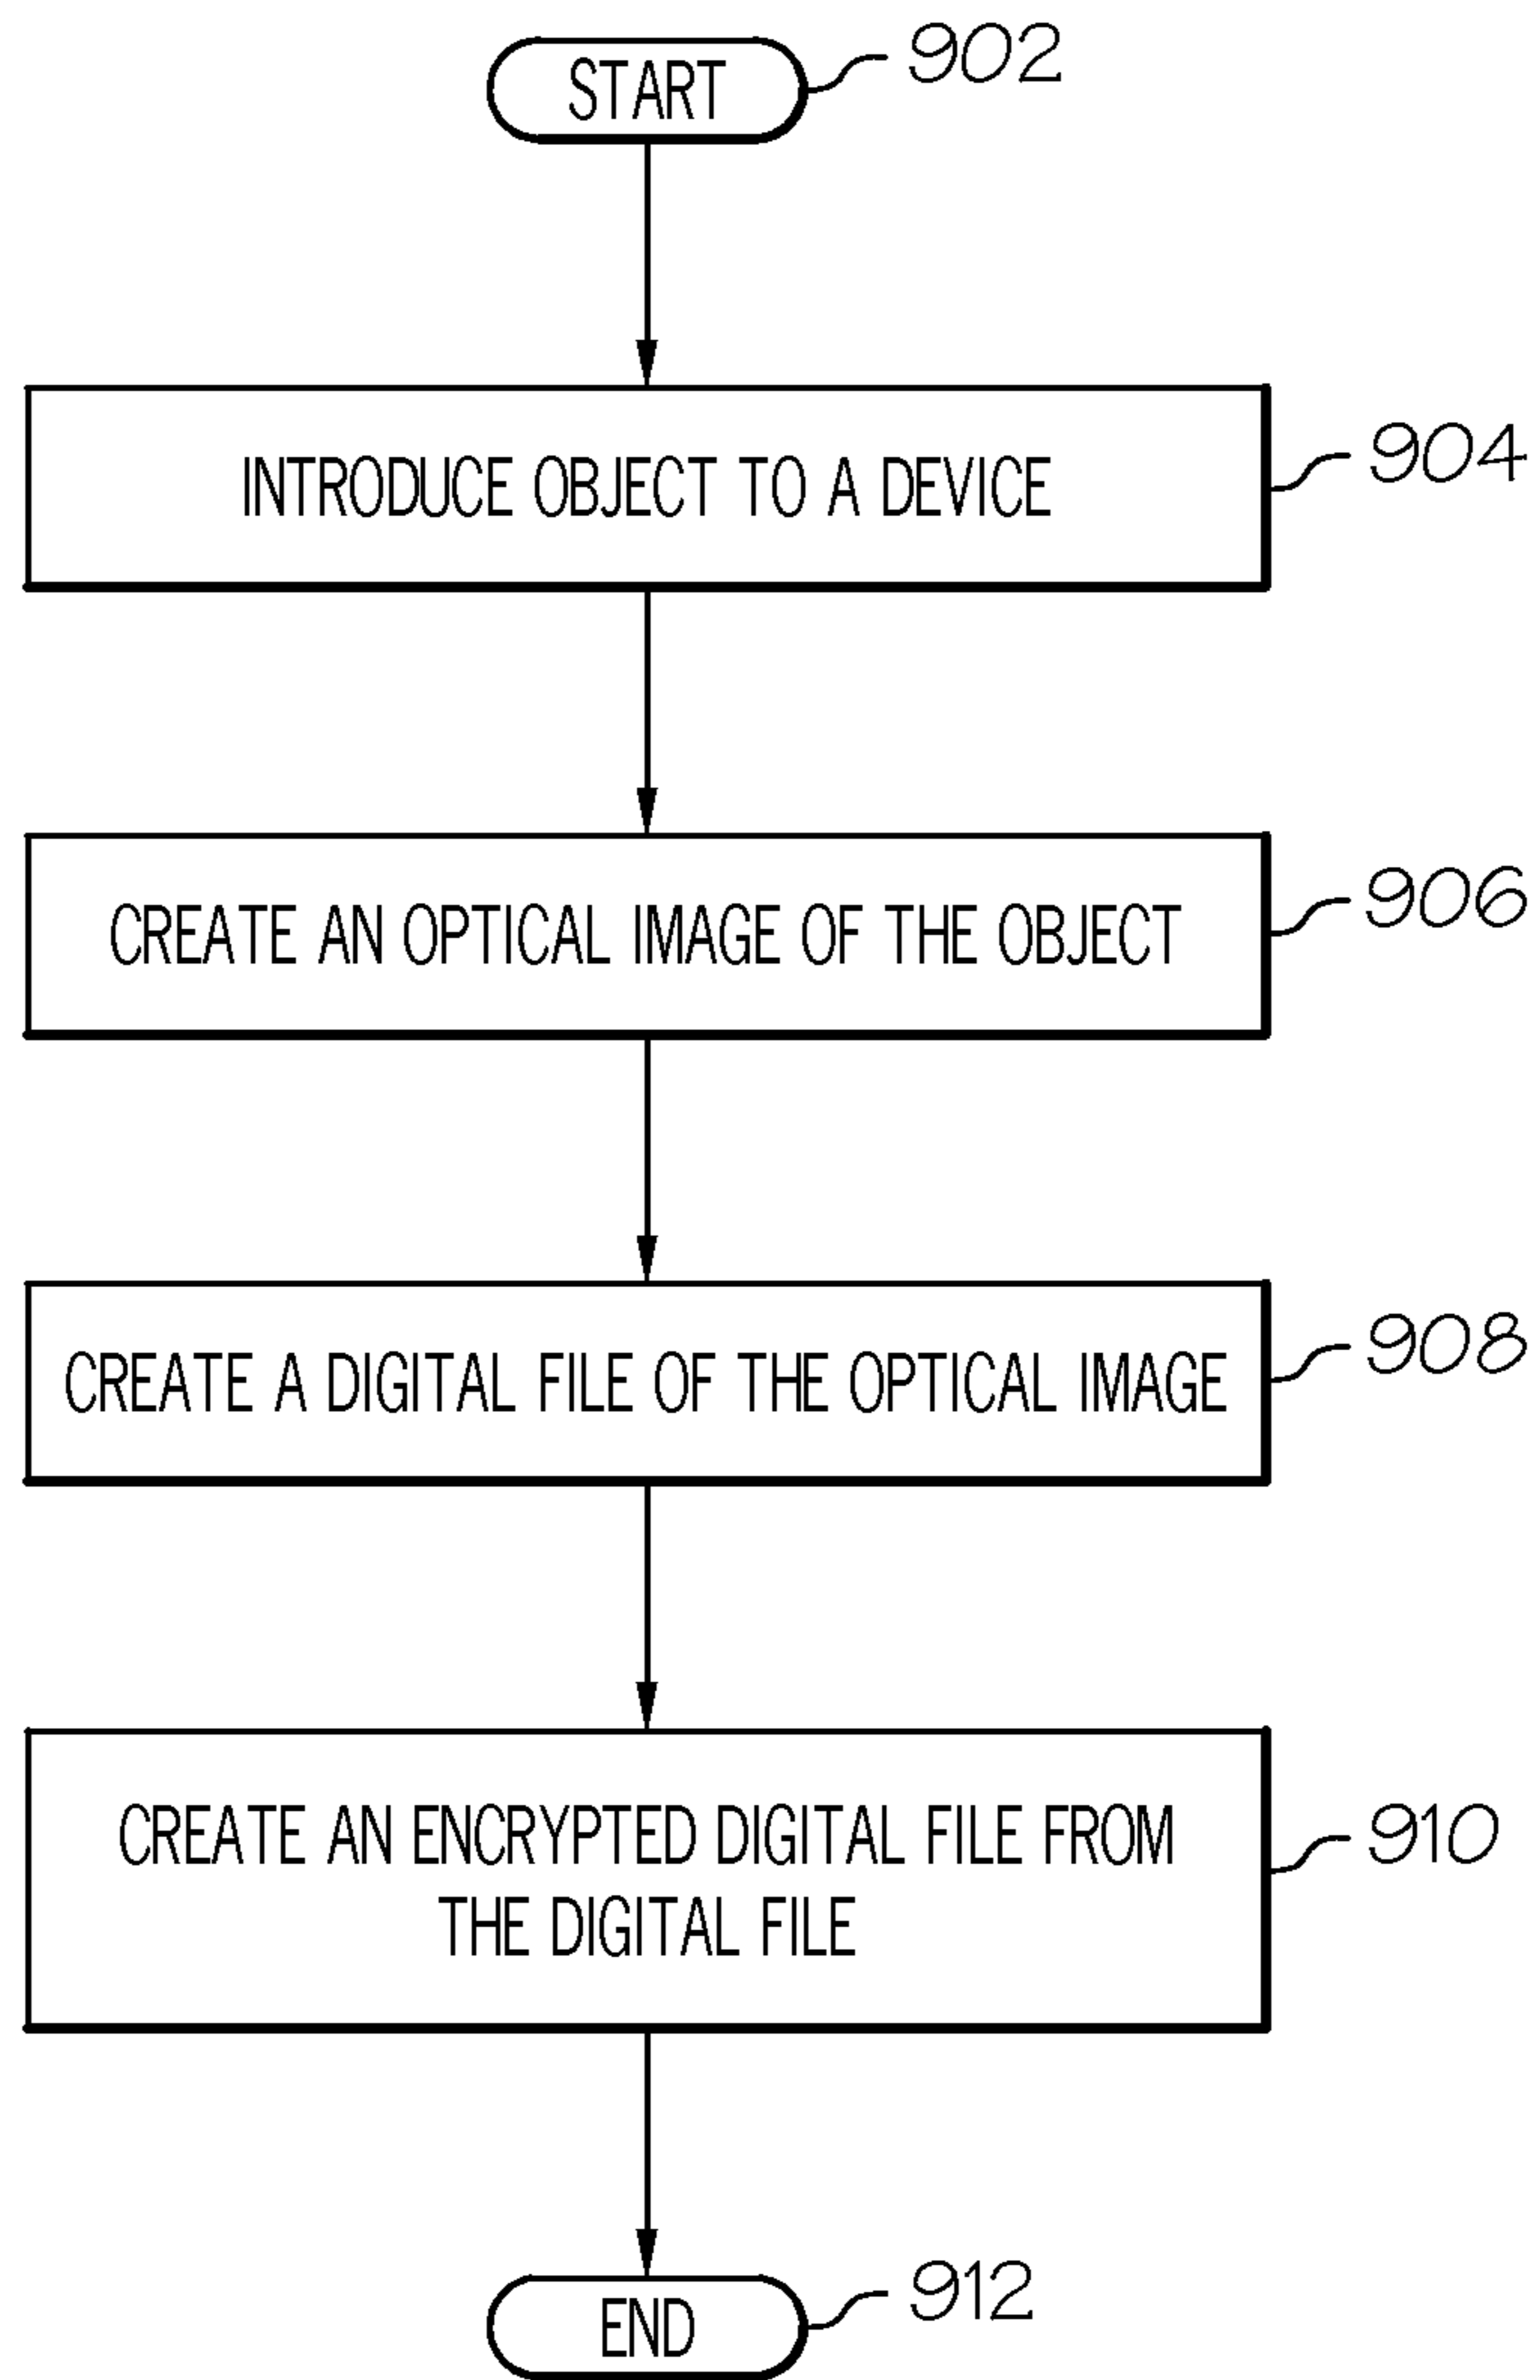 START
902
INTRODUCE OBJECT TO A DEVICE
904
CREATE AN OPTICAL IMAGE OF THE OBJECT
906
CREATE A DIGITAL FILE OF THE OPTICAL IMAGE
908
CREATE AN ENCRYPTED DIGITAL FILE FROM
THE DIGITAL FILE
910
END
912